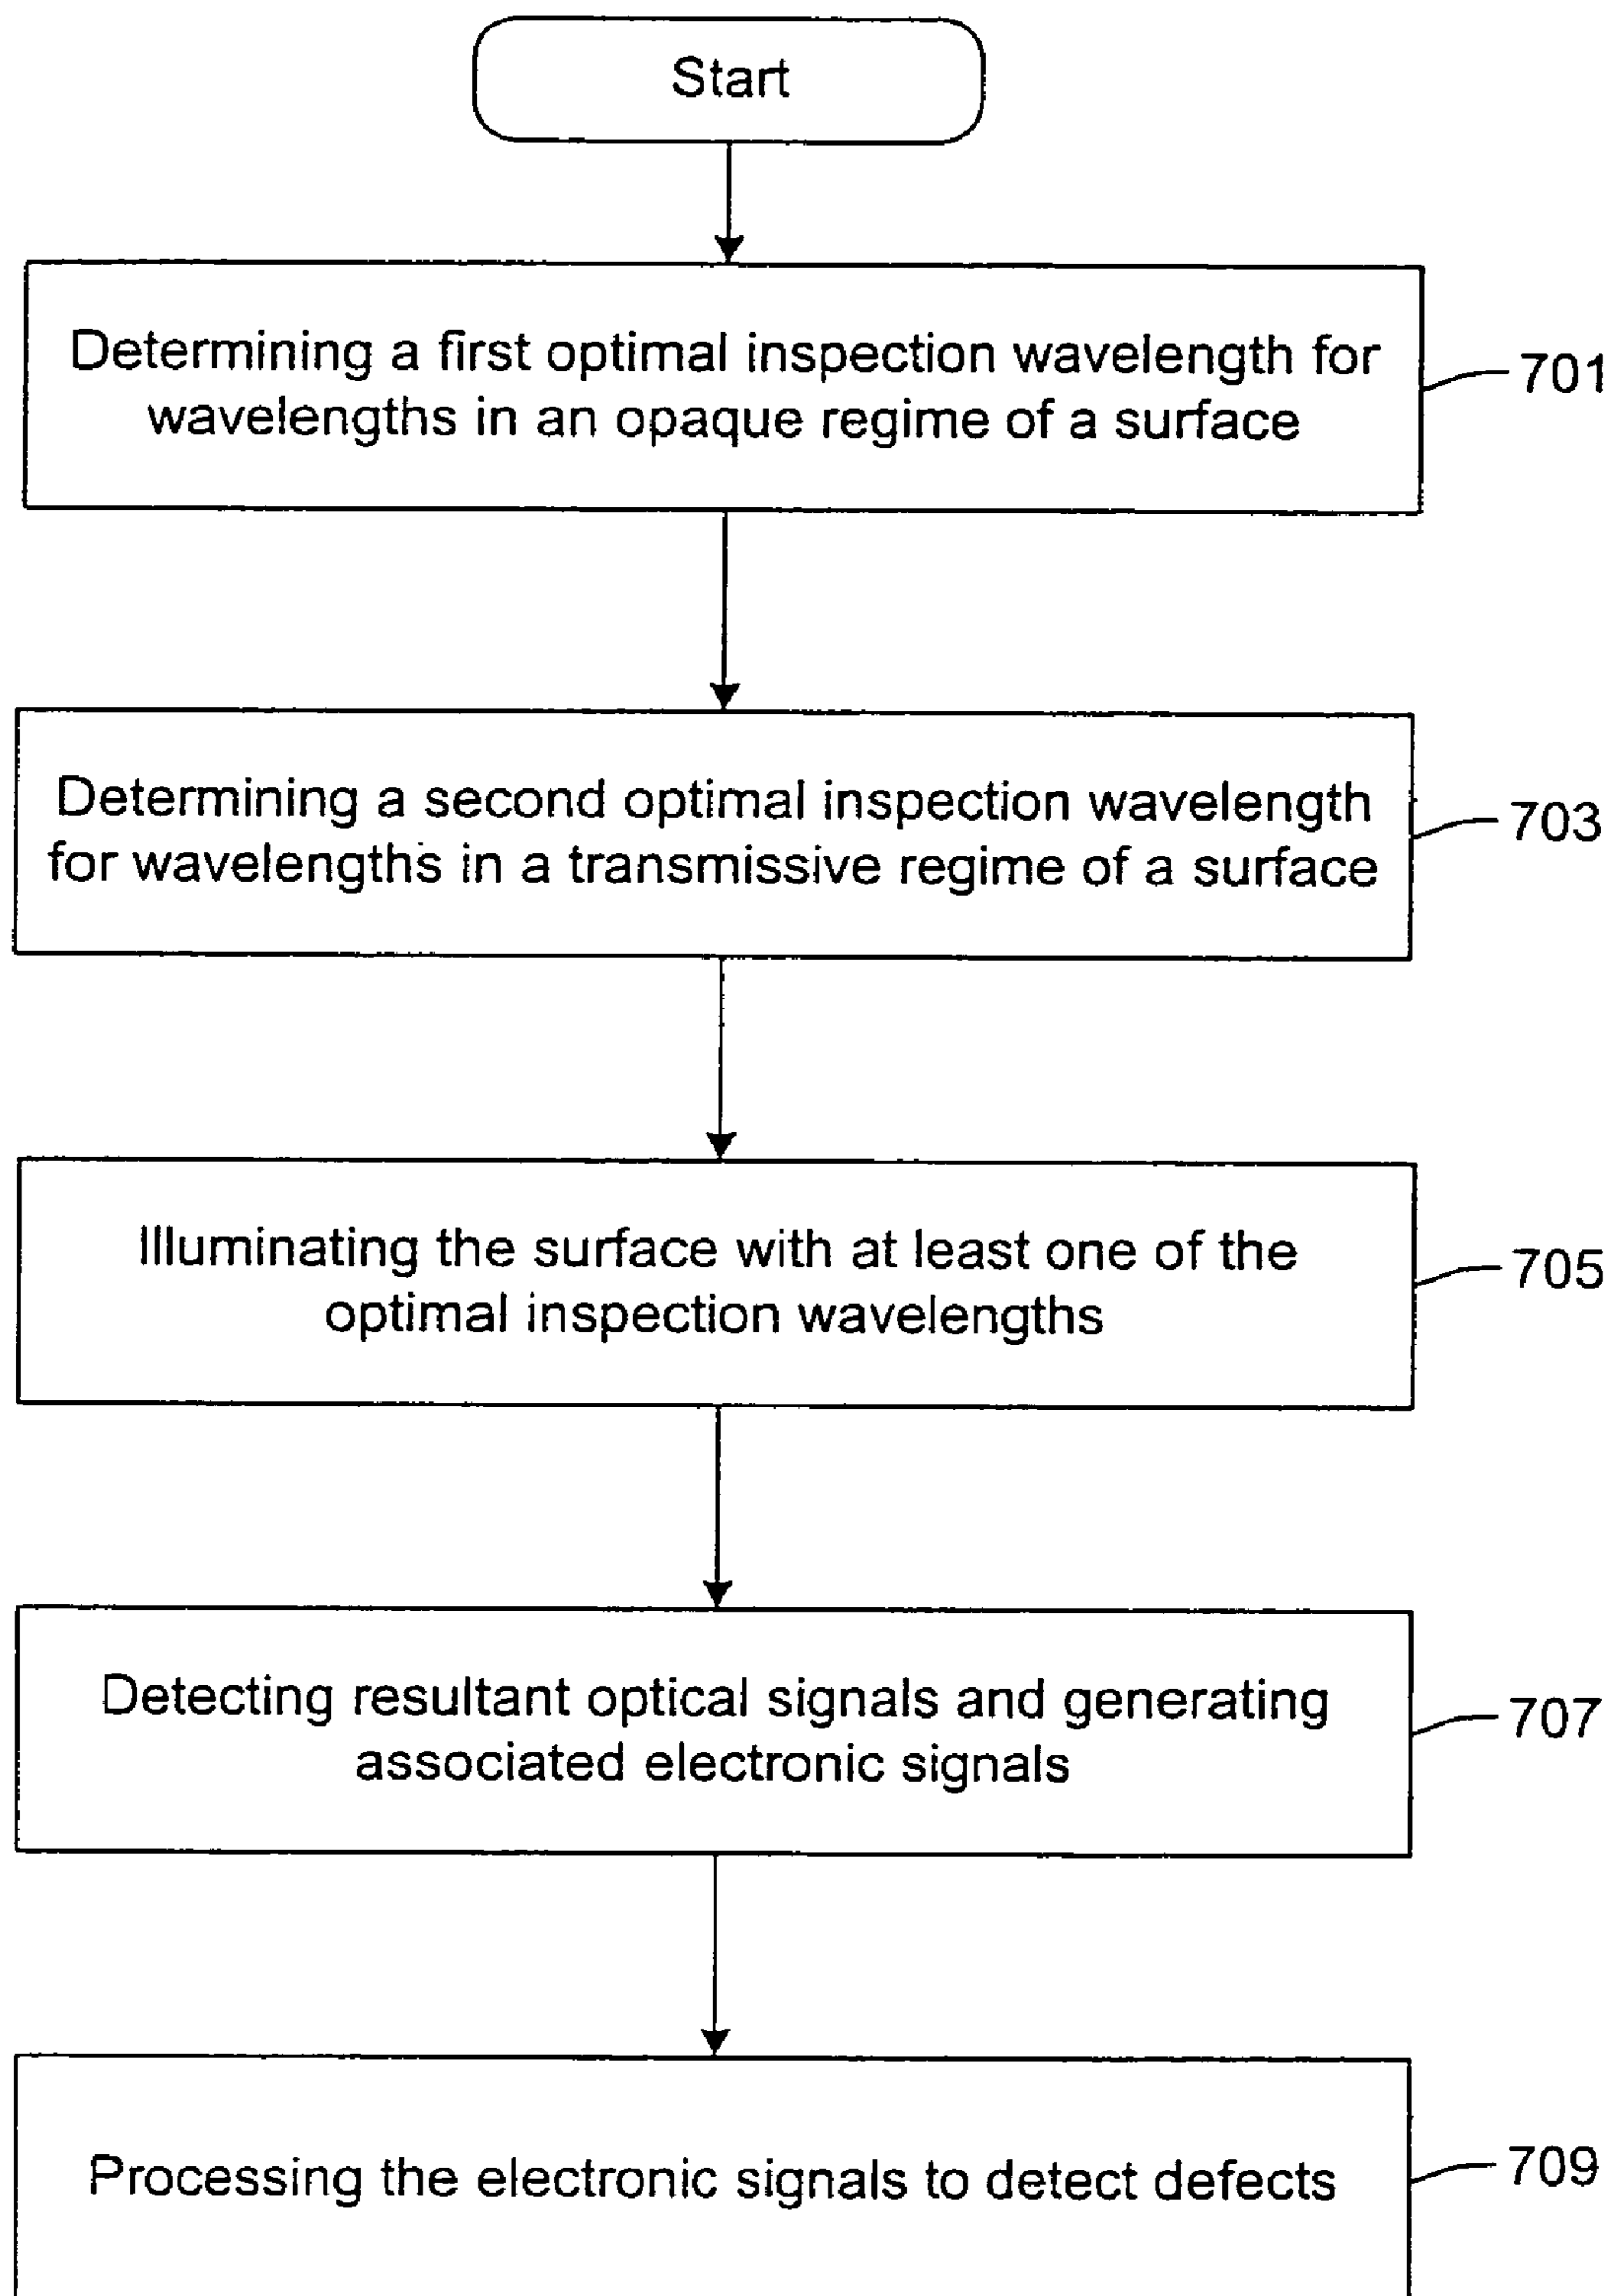 Start
Determining a first optimal inspection wavelength for
wavelengths in an opaque regime of a surface
701
Determining a second optimal inspection wavelength
for wavelengths in a transmissive regime of a surface
703
Illuminating the surface with at least one of the
optimal inspection wavelengths
705
Detecting resultant optical signals and generating
associated electronic signals
707
Processing the electronic signals to detect defects
709